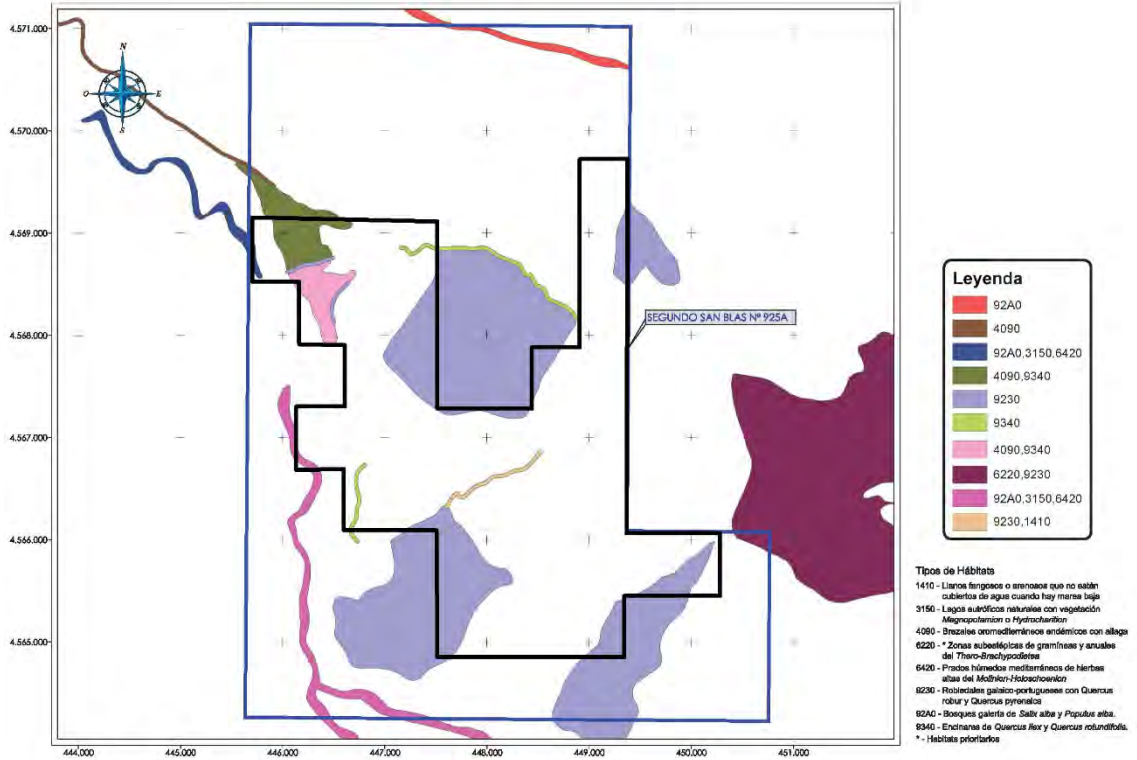 4.571.000
4.570.000
4.569.000
4.568.000
4.567.000
4.566.000
4.565.000
N
O
E
S
SEGUNDO SAN BLAS Nº 925A
444.000
445.000
446.000
447.000
448.000
449.000
450.000
451.000
Leyenda
92A0
4090
92A0,3150,6420
4090,9340
9230
9340
4090,9340
6220,9230
92A0,3150,6420
9230,1410
Tipos de Hábitats
1410 - Llanos fangosos o arenosos que no están
cubiertos de agua cuando hay marea baja
3150 - Lagos eutróficos naturales con vegetación
Magnopotamion o Hydrocharition
4090 - Brezales oromediterráneos endémicos con aliaga
6220 - * Zonas subestépicas de gramíneas y anuales
del Thero-Brachypodietea
6420 - Prados húmedos mediterráneos de hierbas
altas del Molinion-Holoschoenion
9230 - Robledales galaico-portugueses con Quercus
robur y Quercus pyrenaica
92A0 - Bosques galería de Salix alba y Populus alba.
9340 - Encinares de Quercus ilex y Quercus rotundifolia.
* - Habitats prioritarios